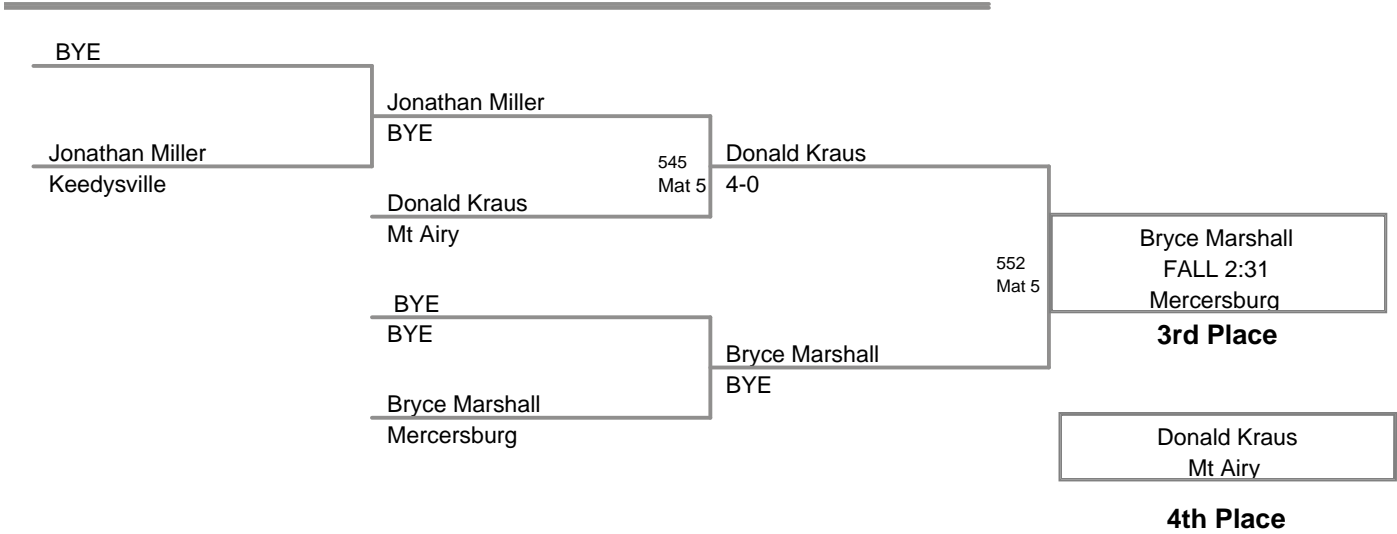 BYE
Jonathan Miller
Keedysville
Jonathan Miller
BYE
Donald Kraus
Mt Airy
545
Mat 5
BYE
BYE
Bryce Marshall
Mercersburg
Donald Kraus
4-0
Bryce Marshall
BYE
552
Mat 5
Bryce Marshall
FALL 2:31
Mercersburg
3rd Place
Donald Kraus
Mt Airy
4th Place